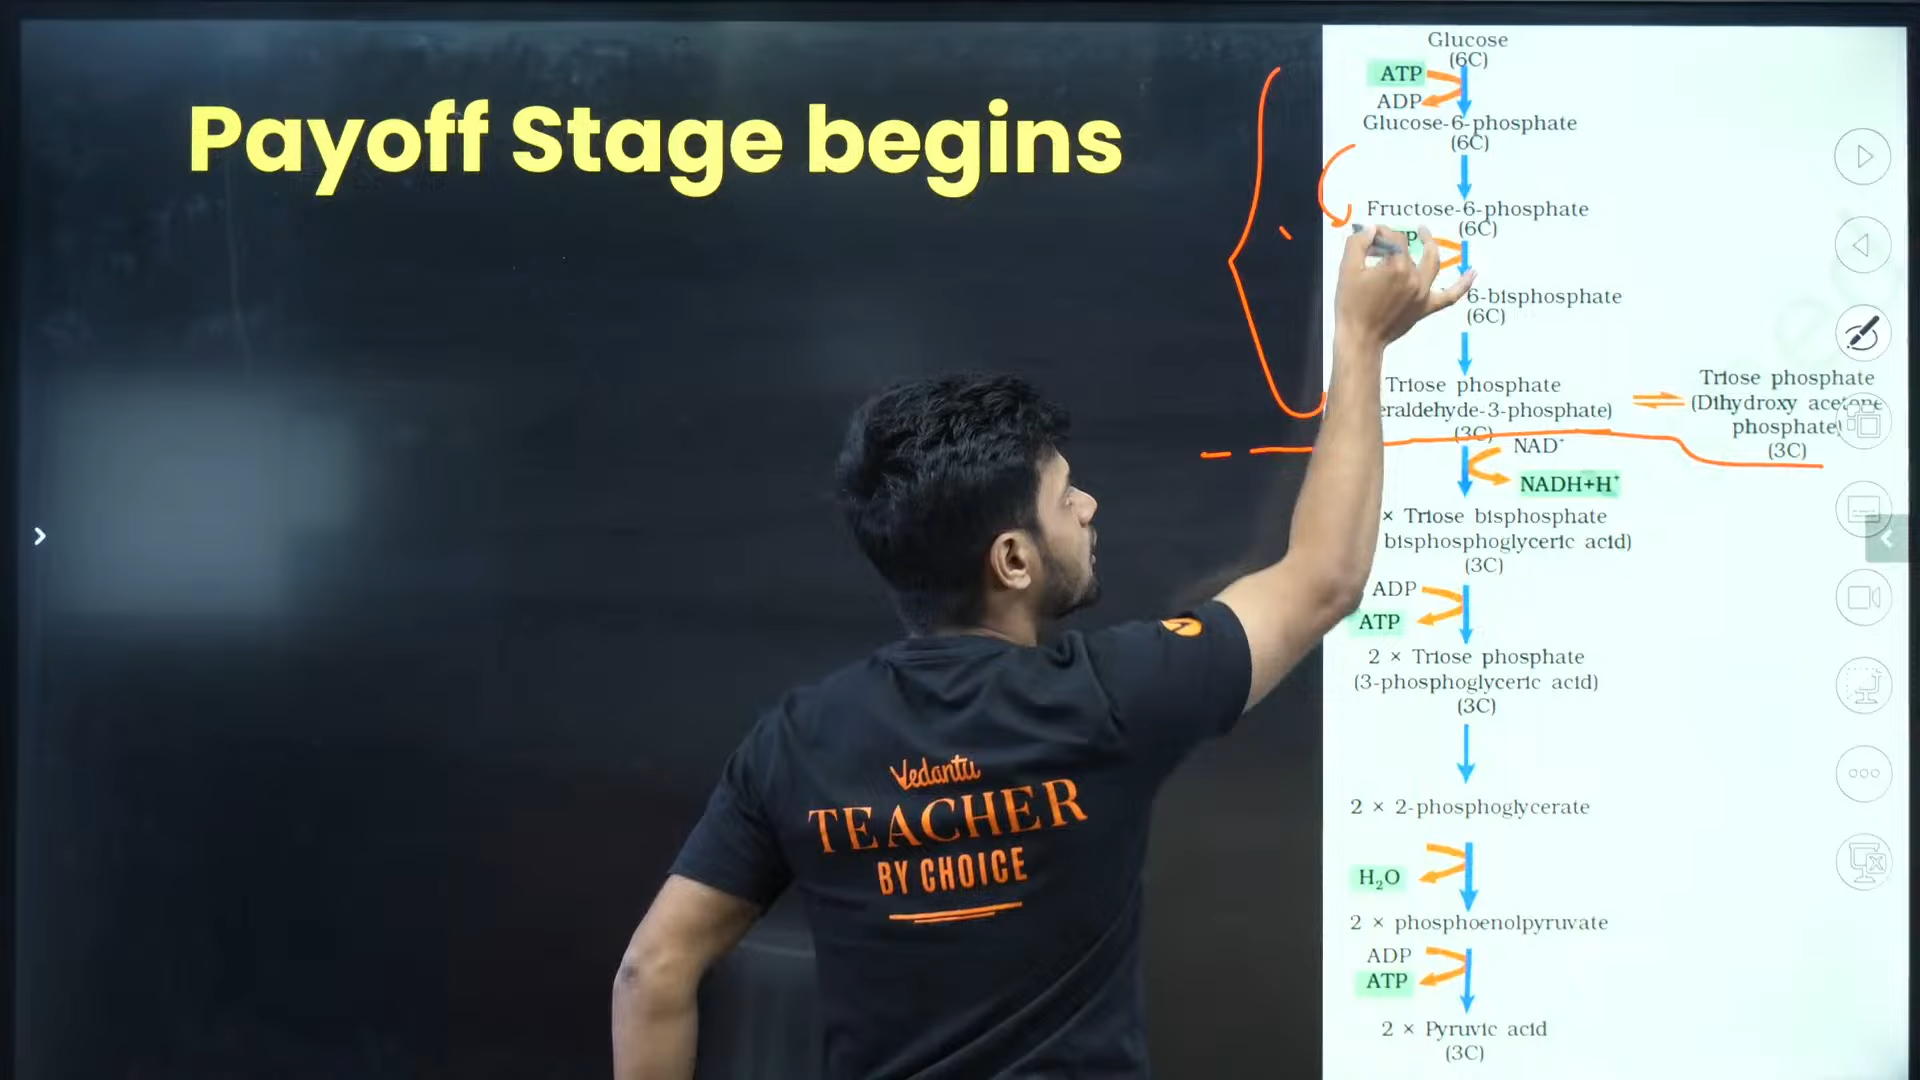 Payoff Stage begins
Glucose
(6C)
ATP
ADP
Glucose-6-phosphate
(6C)
Fructose-6-phosphate
(6C)
6-bisphosphate
(6C)
Triose phosphate
eraldehyde-3-phosphate)
(3C)
Triose phosphate
(Dihydroxy acetone
phosphate)
(3C)
NAD⁺
NADH+H⁺
× Triose bisphosphate
bisphosphoglyceric acid)
(3C)
ADP
ATP
2 × Triose phosphate
(3-phosphoglyceric acid)
(3C)
2 × 2-phosphoglycerate
H₂O
2 × phosphoenolpyruvate
ADP
ATP
2 × Pyruvic acid
(3C)
Vedantu
TEACHER
BY CHOICE